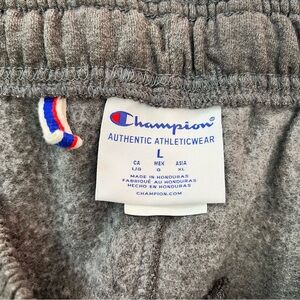 Champion
AUTHENTIC ATHLETICWEAR
L
CA MEX ASIA
L/G G XL
MADE IN HONDURAS
FABRIQUÉ AU HONDURAS
HECHO EN HONDURAS
CHAMPION.COM